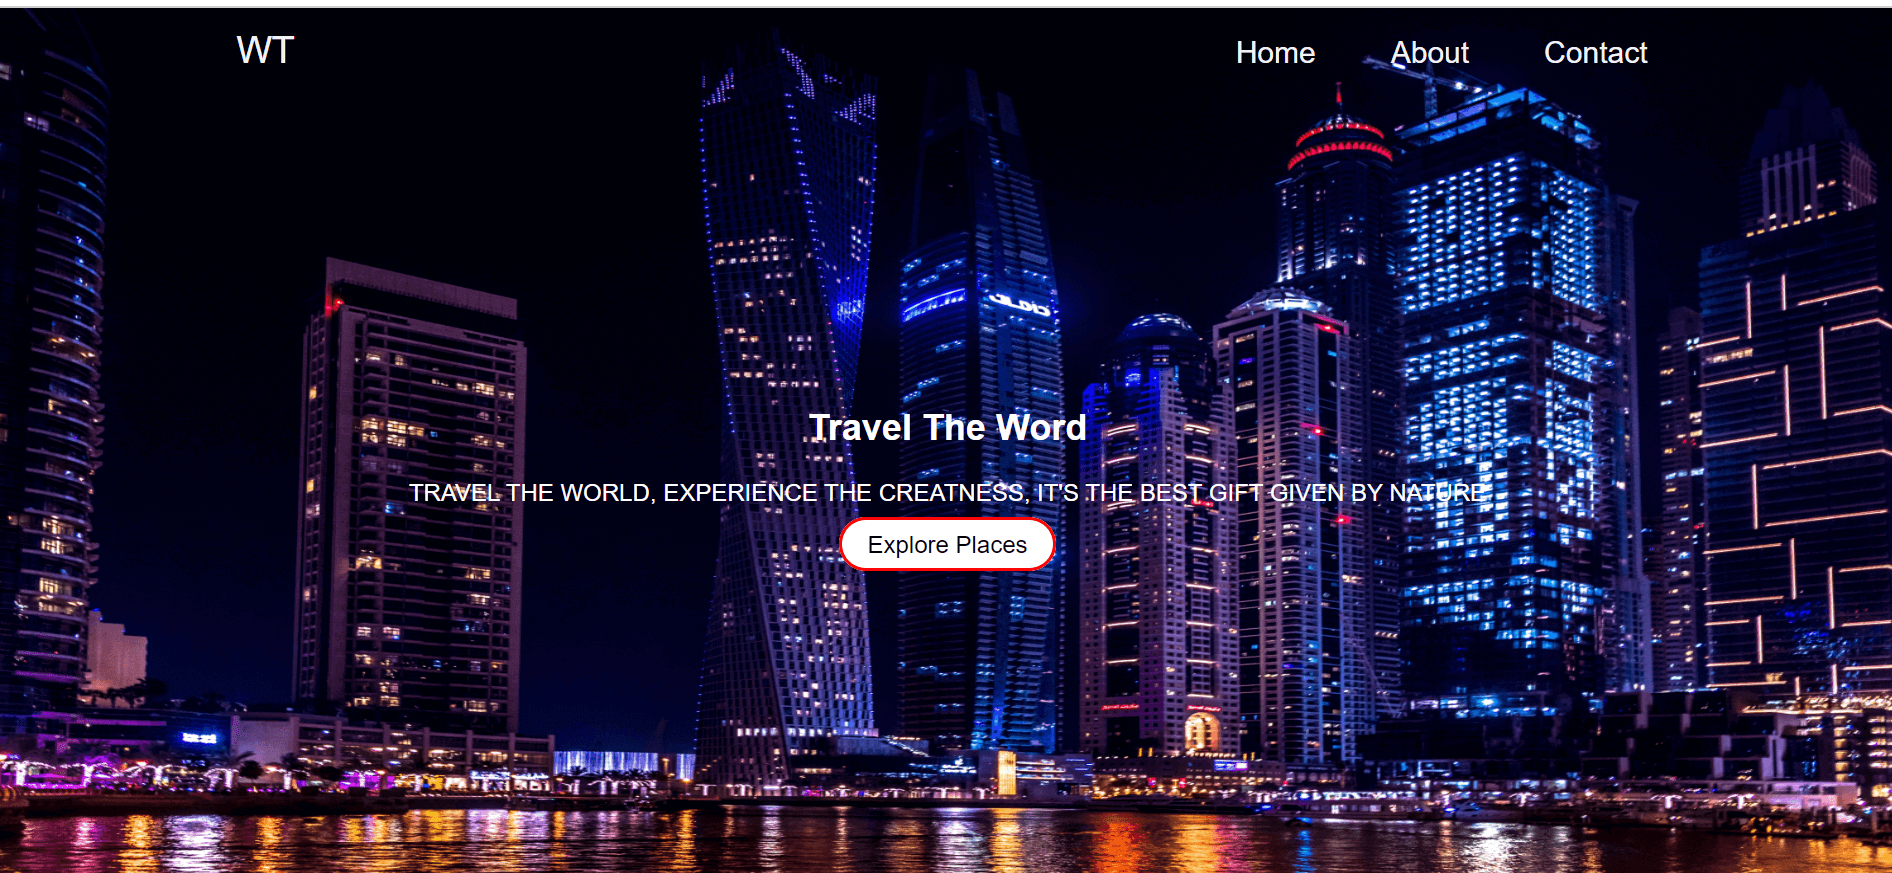 WT
Home About Contact
Travel The Word
TRAVEL THE WORLD, EXPERIENCE THE CREATNESS, IT'S THE BEST GIFT GIVEN BY NATURE.
Explore Places